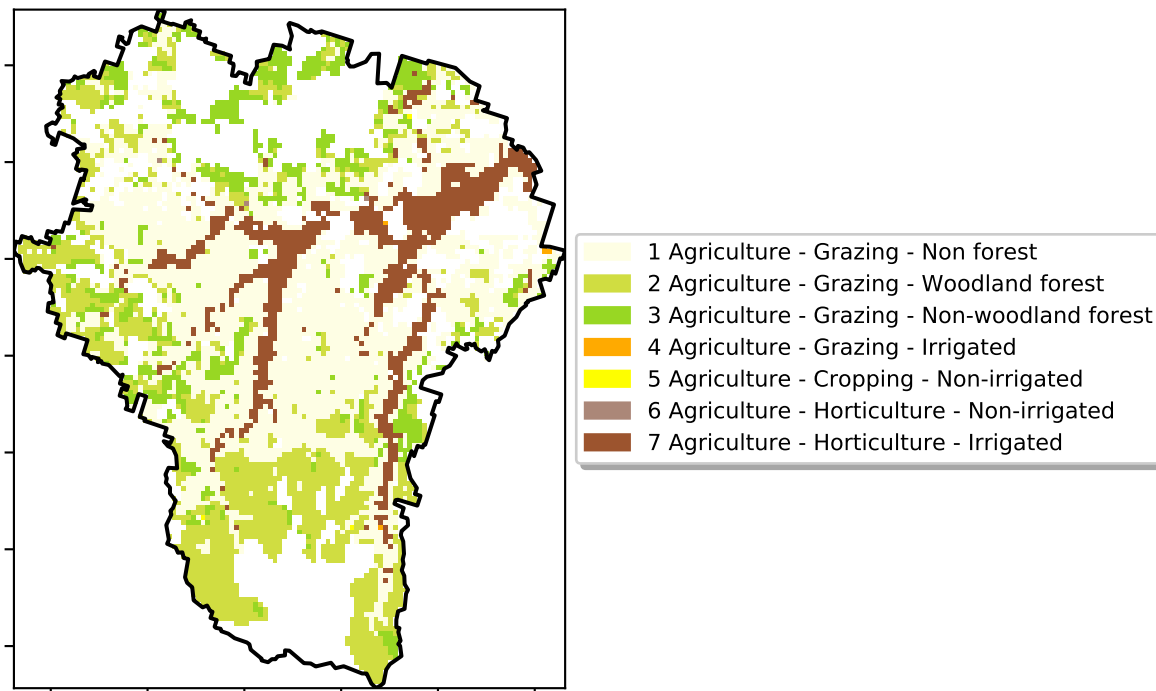 1 Agriculture - Grazing - Non forest
2 Agriculture - Grazing - Woodland forest
3 Agriculture - Grazing - Non-woodland forest
4 Agriculture - Grazing - Irrigated
5 Agriculture - Cropping - Non-irrigated
6 Agriculture - Horticulture - Non-irrigated
7 Agriculture - Horticulture - Irrigated